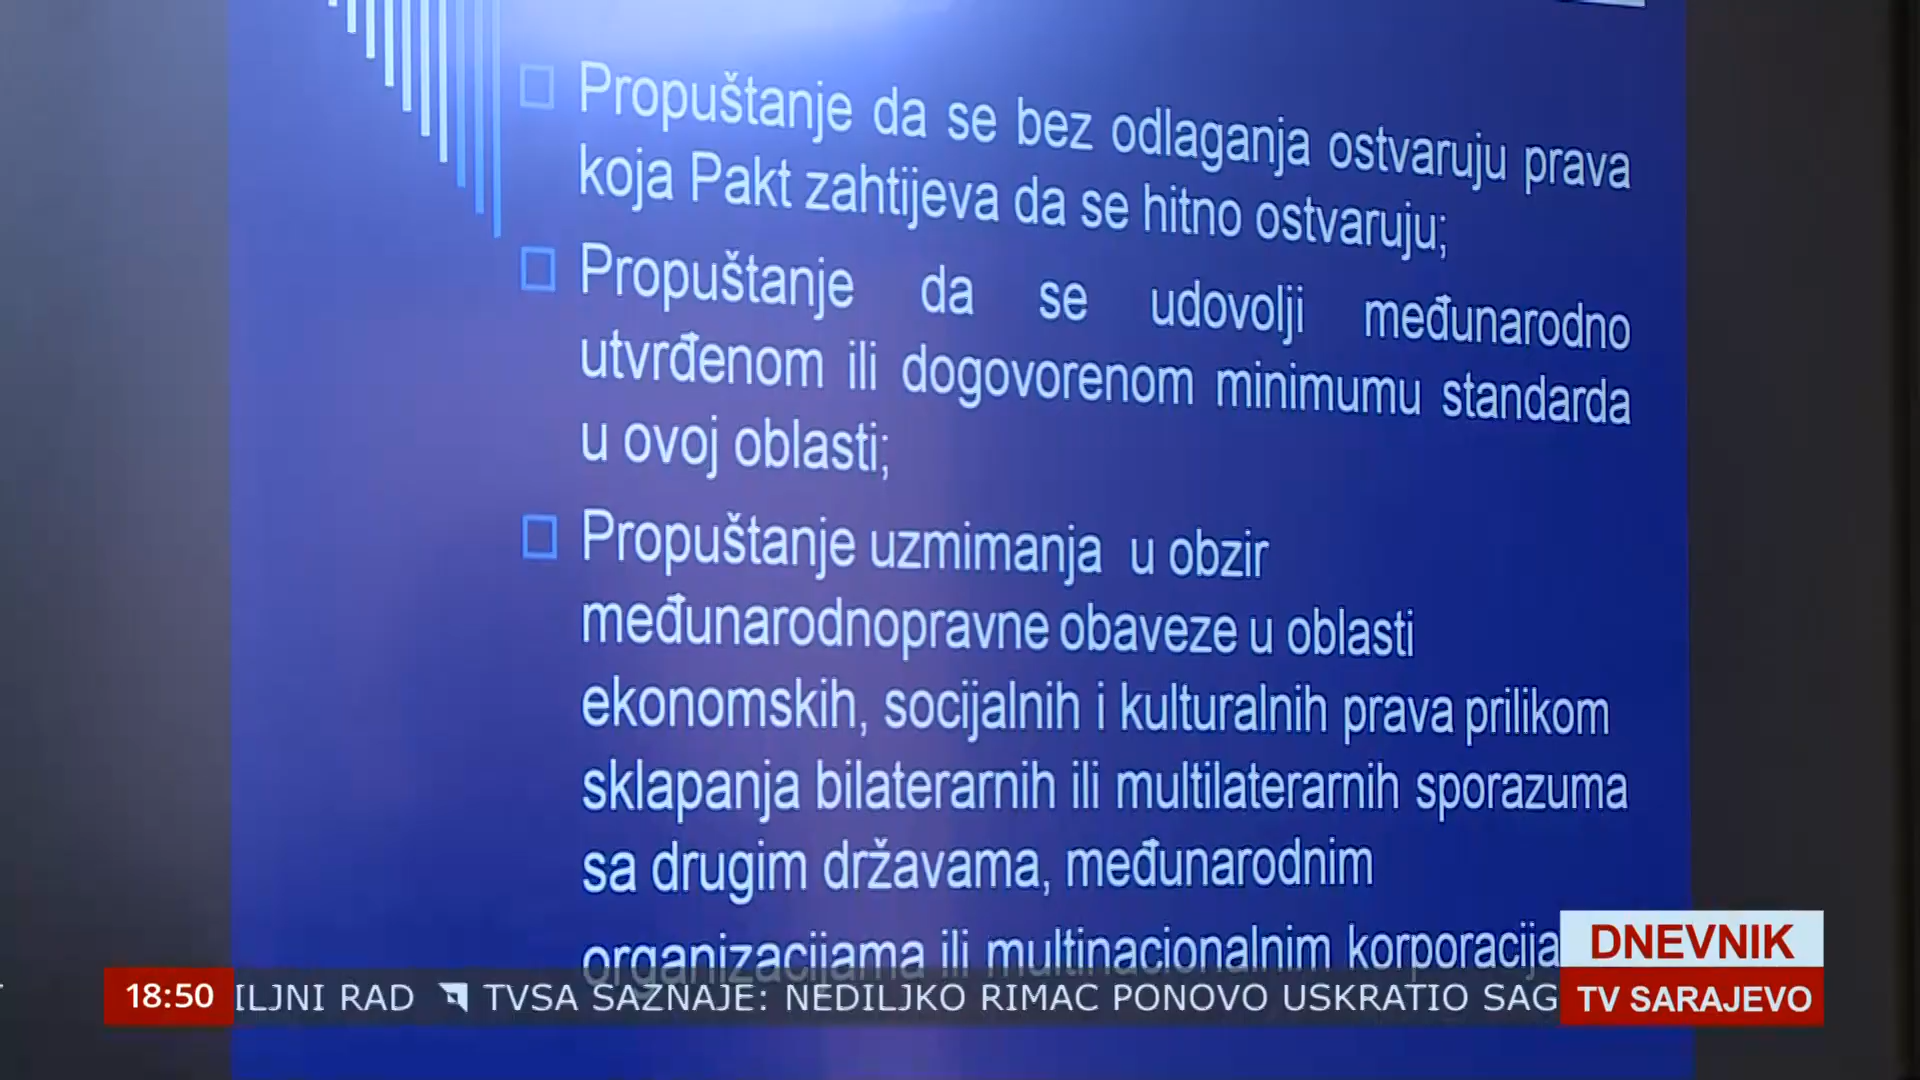 Propuštanje da se bez odlaganja ostvaruju prava
koja Pakt zahtijeva da se hitno ostvaruju;
Propuštanje da se udovolji međunarodno
utvrđenom ili dogovorenom minimumu standarda
u ovoj oblasti;
Propuštanje uzmimanja u obzir
međunarodnopravne obaveze u oblasti
ekonomskih, socijalnih i kulturalnih prava prilikom
sklapanja bilaterarnih ili multilaterarnih sporazuma
sa drugim državama, međunarodnim
organizacijama ili multinacionalnim korporacija
DNEVNIK
18:50 ILJNI RAD TVSA SAZNAJE: NEDILJKO RIMAC PONOVO USKRATIO SAG
TV SARAJEVO